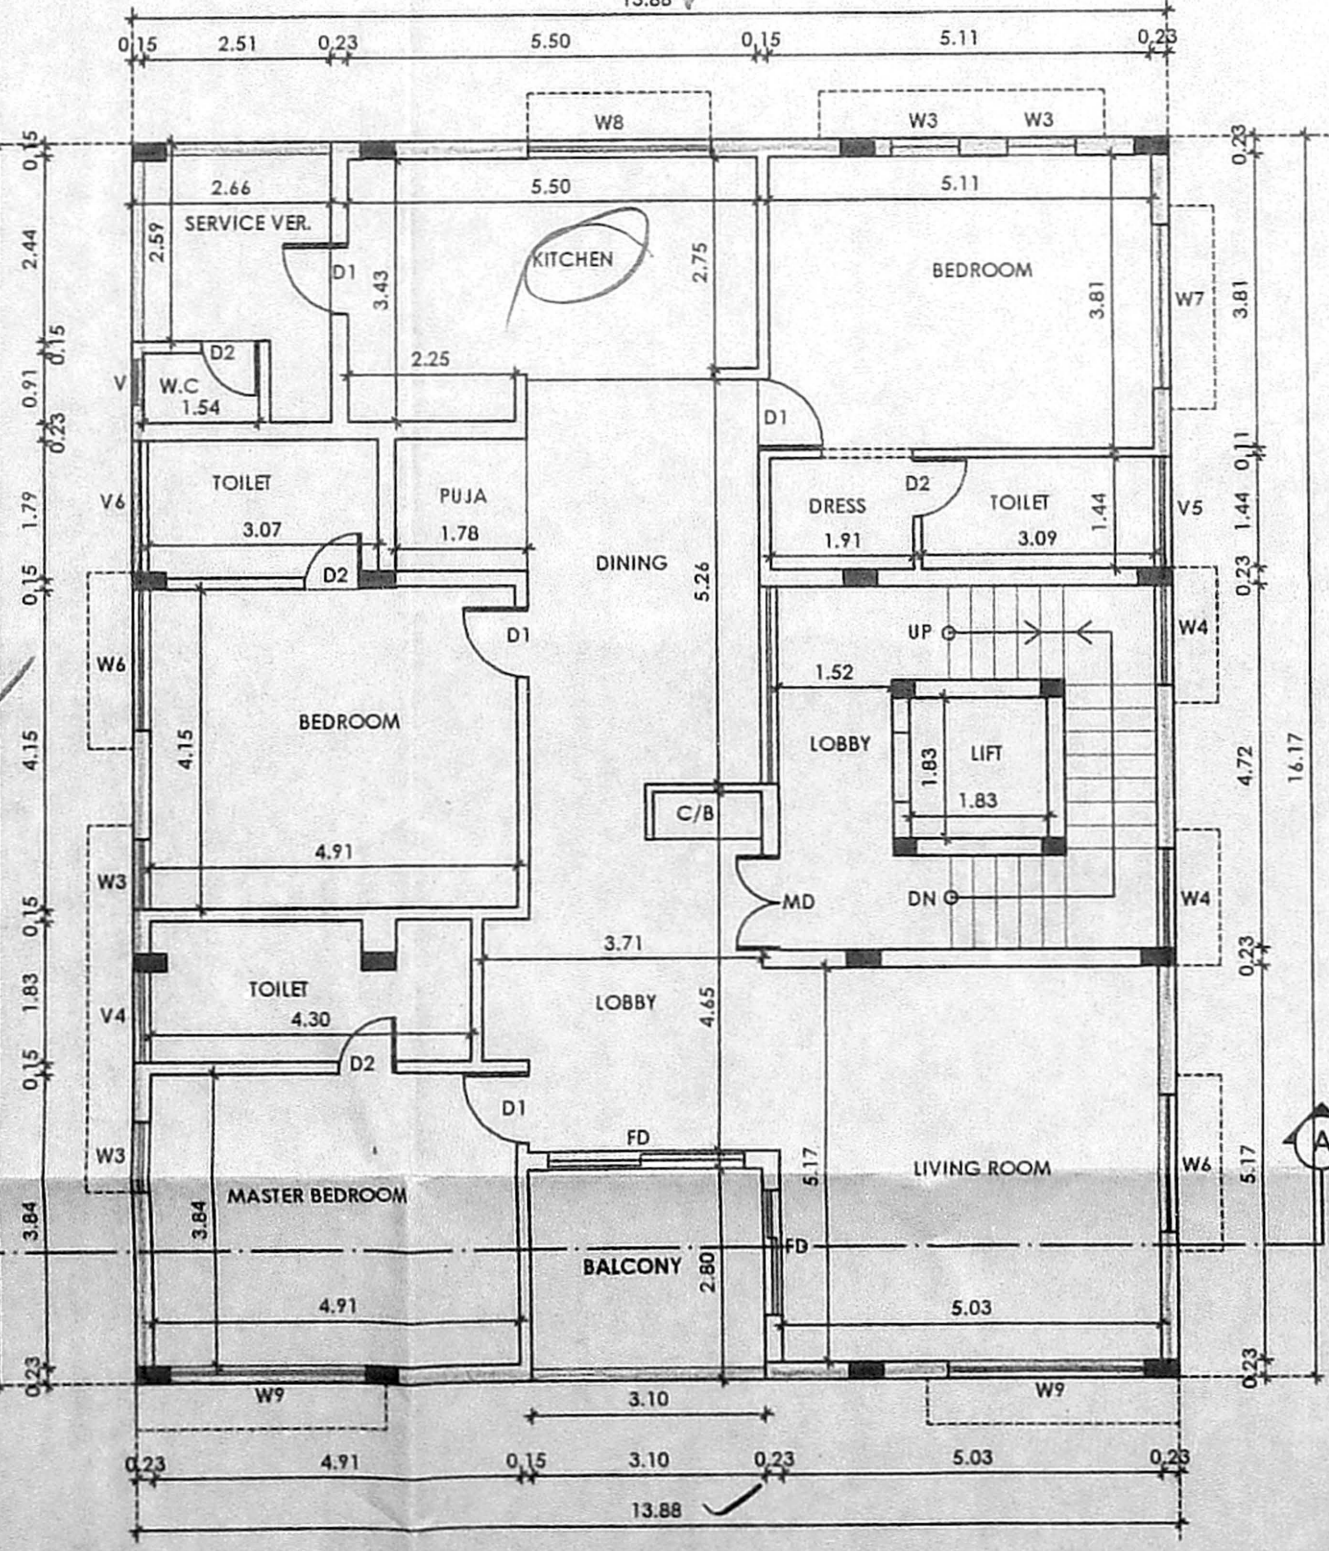 13.88
0.15 2.51 0.23 5.50 0.15 5.11 0.23
W8 W3 W3
0.15 0.23
2.66 5.50 5.11
SERVICE VER.
2.44 2.59 D1 3.43 KITCHEN 2.75 BEDROOM 3.81 W7 3.81
0.15 D2 2.25
V W.C
0.91 1.54 D1
0.23 0.11
TOILET PUJA D2
V6 1.79 DRESS TOILET 1.44 V5 1.44
3.07 1.78 1.91 3.09
0.15 D2 DINING 5.26 0.23
D1 UP W4
W6 1.52
BEDROOM LOBBY LIFT
4.15 4.15 1.83 4.72 16.17
1.83
C/B
4.91
W3 MD DN W4
0.15 3.71 0.23
TOILET LOBBY
1.83 V4 4.30 4.65
0.15 D2
D1
FD
W3 5.17 LIVING ROOM W6 5.17
MASTER BEDROOM A
3.84 3.84
BALCONY 2.80 FD
4.91 5.03
0.23 W9 W9 0.23
3.10
0.23 4.91 0.15 3.10 0.23 5.03 0.23
13.88